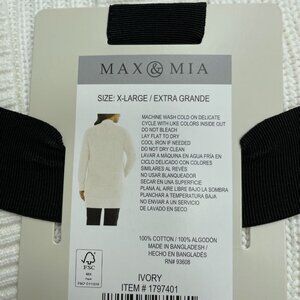 MAX & MIA
SIZE: X-LARGE / EXTRA GRANDE
MACHINE WASH COLD ON DELICATE
CYCLE WITH LIKE COLORS INSIDE OUT
DO NOT BLEACH
LAY FLAT TO DRY
COOL IRON IF NEEDED
DO NOT DRY CLEAN
LAVAR A MÁQUINA EN AGUA FRÍA EN
CICLO DELICADO CON COLORES
SIMILARES AL REVÉS
NO USAR BLANQUEADOR
SECAR EN UNA SUPERFICIE
PLANA AL AIRE LIBRE BAJO LA SOMBRA
PLANCHAR A TEMPERATURA BAJA
NO ENVIAR A UN SERVICIO
DE LAVADO EN SECO
100% COTTON / 100% ALGODÓN
MADE IN BANGLADESH /
HECHO EN BANGLADÉS
RN# 93608
FSC
MIX
IVORY
ITEM # 1797401